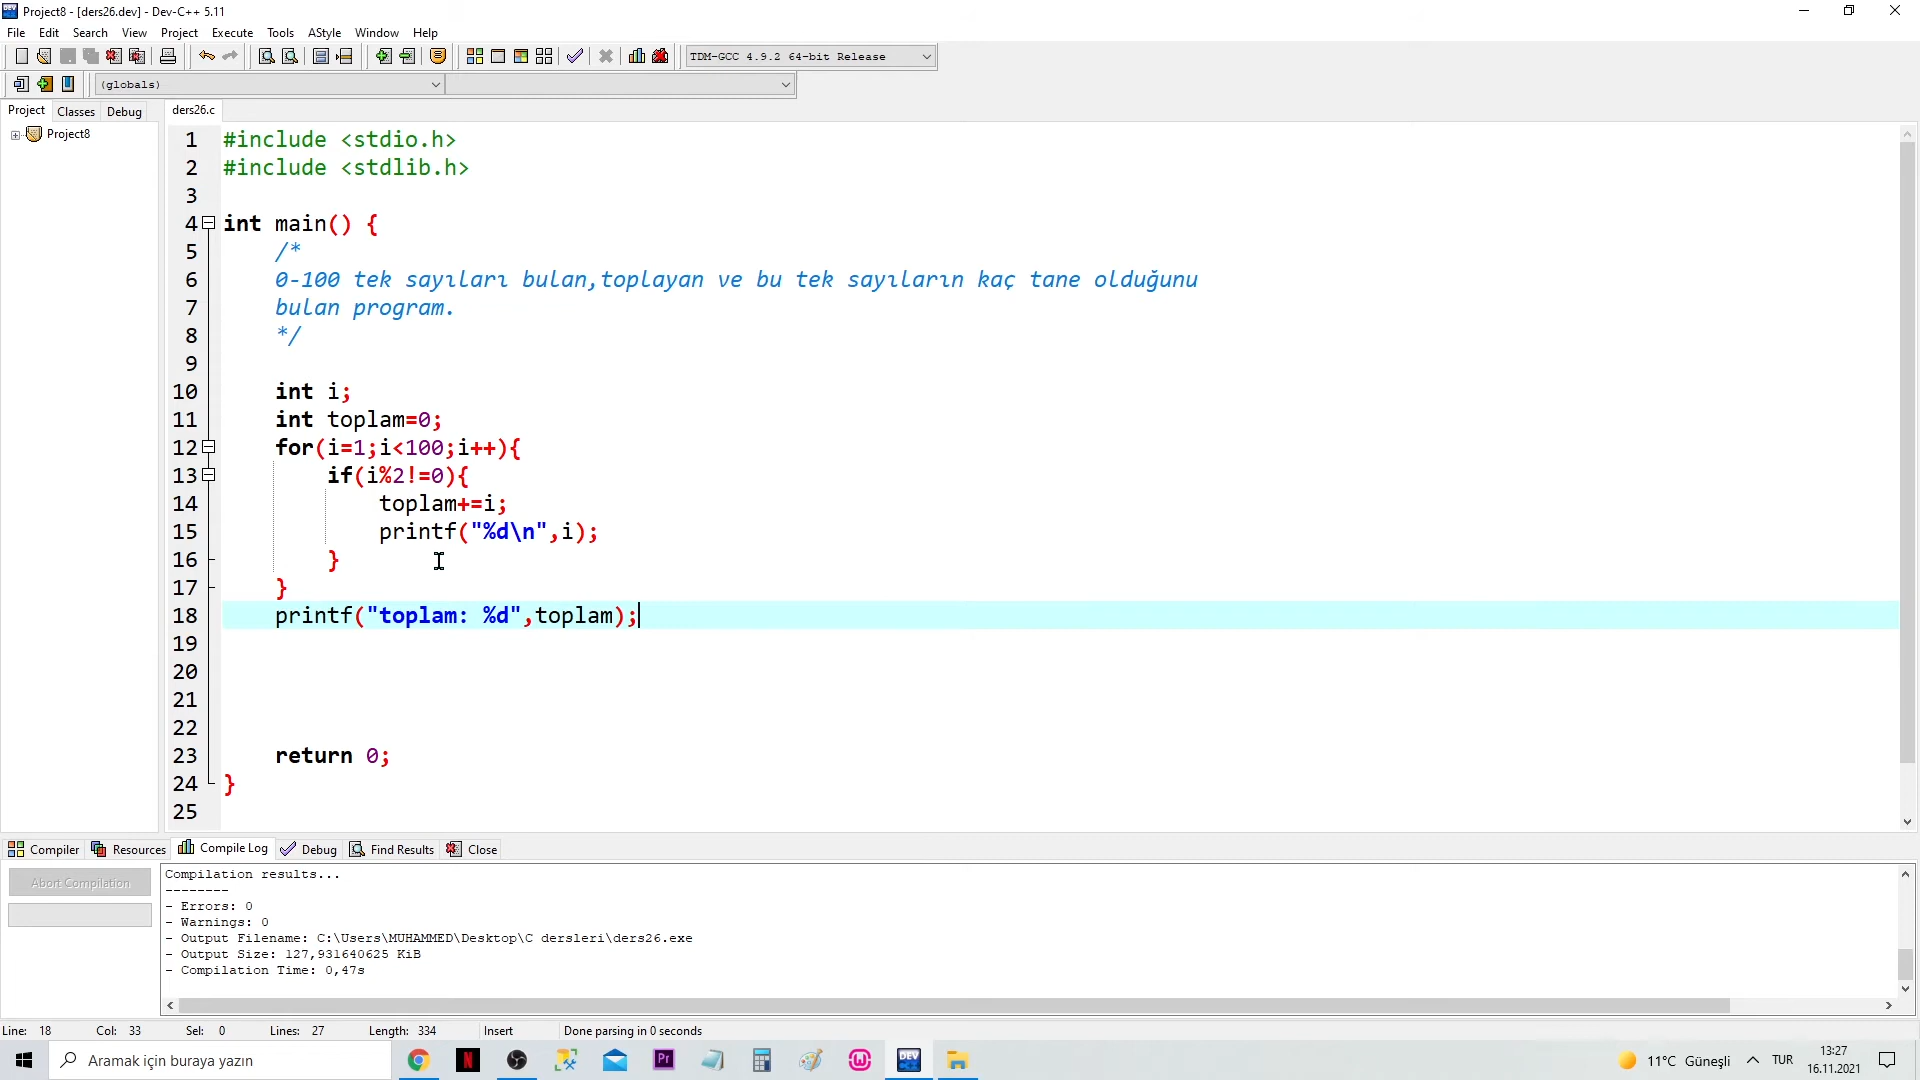 Project8 - [ders26.dev] - Dev-C++ 5.11
File Edit Search View Project Execute Tools AStyle Window Help
TDM-GCC 4.9.2 64-bit Release
(globals)
Project Classes Debug
Project8
ders26.c
1 #include <stdio.h>
2 #include <stdlib.h>
3
4 int main() {
5 /*
6 0-100 tek sayıları bulan,toplayan ve bu tek sayıların kaç tane olduğunu
7 bulan program.
8 */
9
10 int i;
11 int toplam=0;
12 for(i=1;i<100;i++){
13 if(i%2!=0){
14 toplam+=i;
15 printf("%d\n",i);
16 }
17 }
18 printf("toplam: %d",toplam);
19
20
21
22
23 return 0;
24 }
25
Compiler Resources Compile Log Debug Find Results Close
Abort Compilation
Compilation results...
--------
- Errors: 0
- Warnings: 0
- Output Filename: C:\Users\MUHAMMED\Desktop\C dersleri\ders26.exe
- Output Size: 127,931640625 KiB
- Compilation Time: 0,47s
Line: 18 Col: 33 Sel: 0 Lines: 27 Length: 334 Insert Done parsing in 0 seconds
Aramak için buraya yazın
N
Pr
DEV
11°C Güneşli
TUR
13:27
16.11.2021